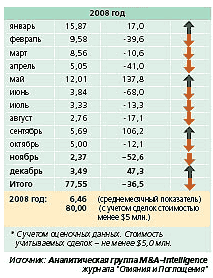 2008 год
январь 15,87 17,0
февраль 9,58 -39,6
март 8,56 -10,6
апрель 5,05 -41,0
май 12,01 137,8
июнь 3,84 -68,0
июль 3,33 -13,3
август 2,76 -17,1
сентябрь 5,69 106,2
октябрь 5,00 -12,1
ноябрь 2,37 -52,6
декабрь 3,49 47,3
Итого 77,55 -36,5
2008 год: 6,46 (среднемесячный показатель)
80,00 (с учетом сделок стоимостью
менее $5 млн.)
* С учетом оценочных данных. Стоимость
учитываемых сделок – не менее $5,0 млн.
Источник: Аналитическая группа M&A-Intelligence
журнала "Слияния и Поглощения"